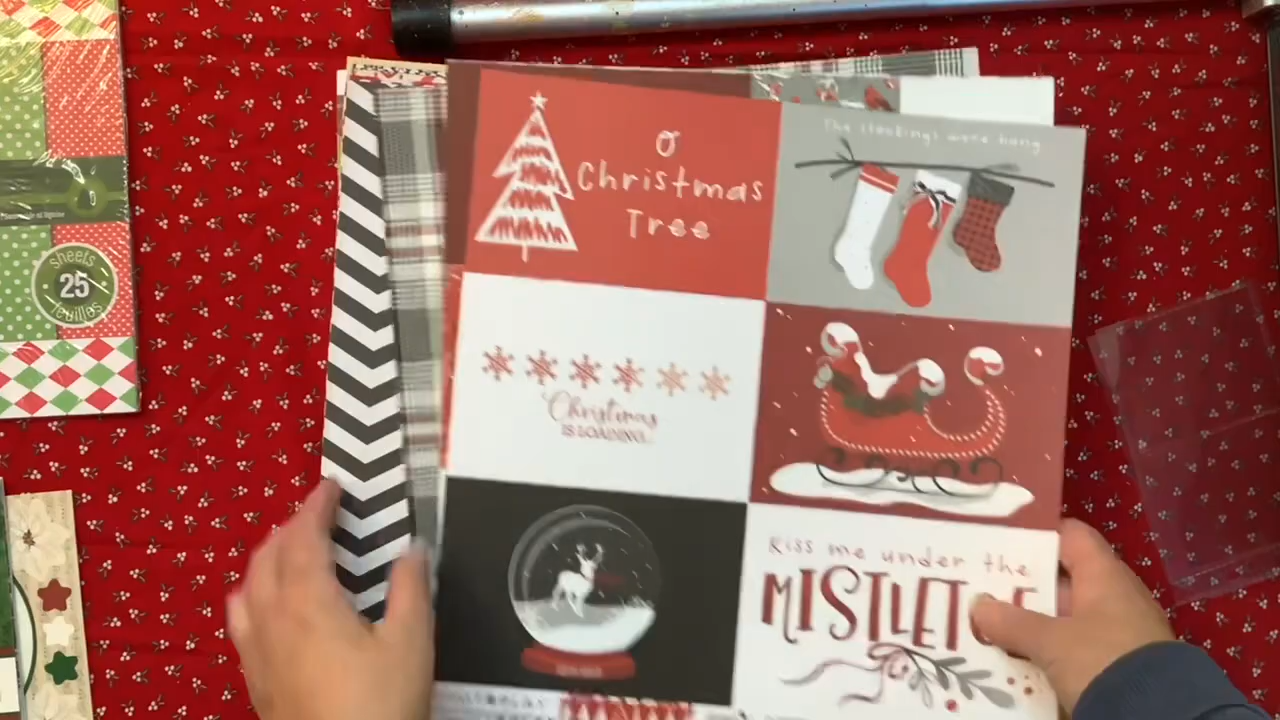 O
Christmas
Tree
The stockings were hung
Christmas
IS LOADING...
Kiss me under the
MISTLETOE
sheets
25
feuilles